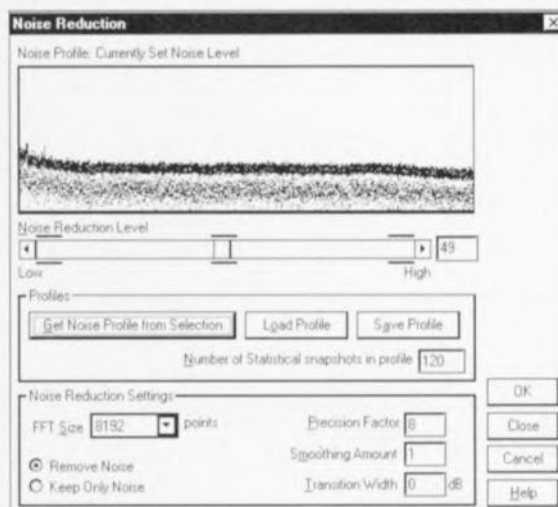 Noise Reduction
Noise Profile: Currently Set Noise Level
Noise Reduction Level
49
Low High
Profiles
Get Noise Profile from Selection Load Profile Save Profile
Number of Statistical snapshots in profile 120
Noise Reduction Settings
FFT Size 8192 points
Remove Noise
Keep Only Noise
Precision Factor 8
Smoothing Amount 1
Transition Width 0 dB
OK
Close
Cancel
Help